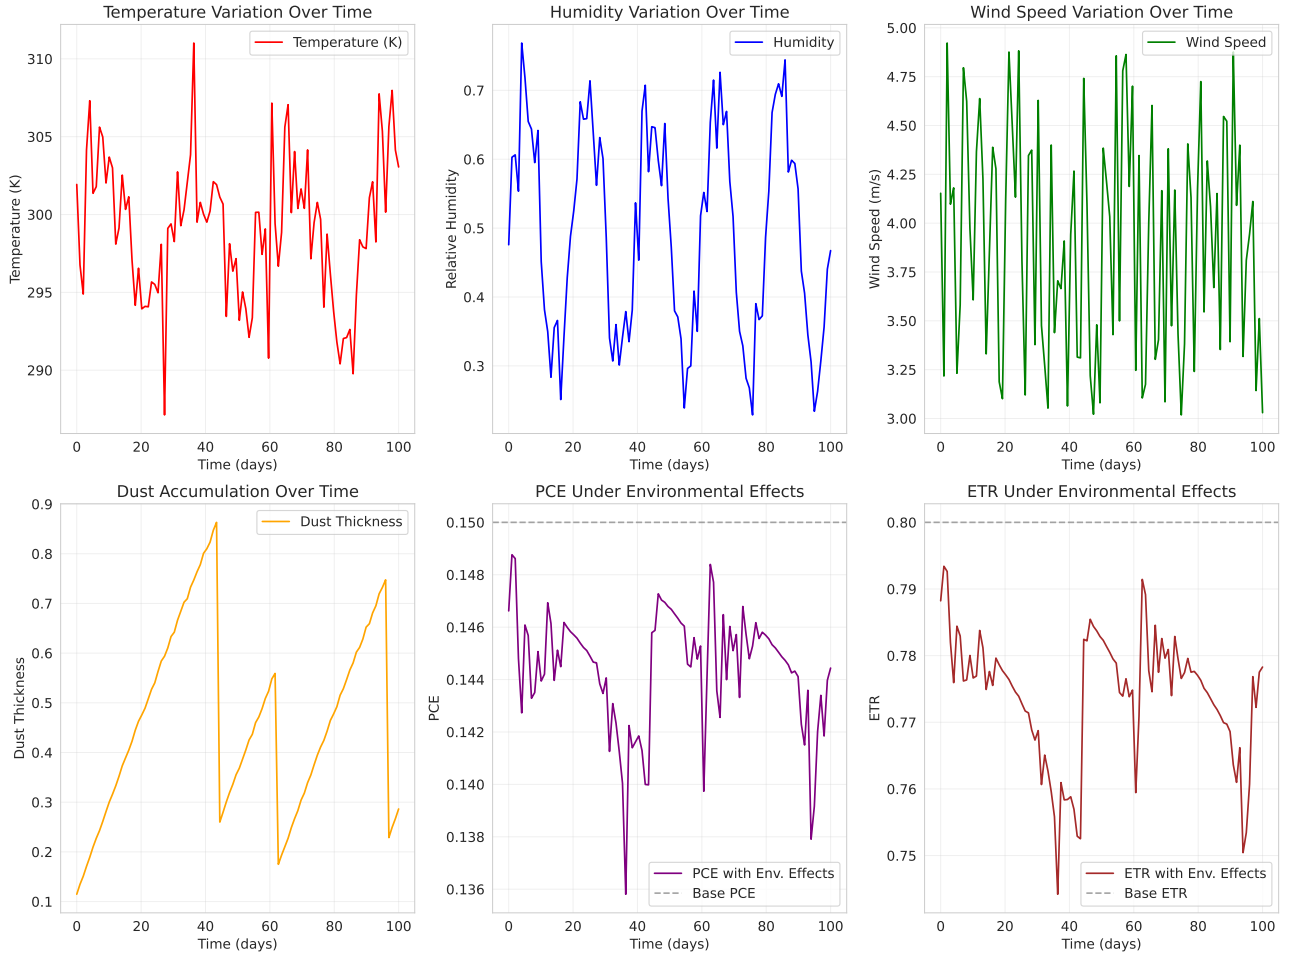 Temperature Variation Over Time
Temperature (K)
310
305
300
295
290
0 20 40 60 80 100
Time (days)
Temperature (K)
Humidity Variation Over Time
Humidity
0.7
0.6
0.5
0.4
0.3
0 20 40 60 80 100
Time (days)
Relative Humidity
Wind Speed Variation Over Time
Wind Speed
5.00
4.75
4.50
4.25
4.00
3.75
3.50
3.25
3.00
0 20 40 60 80 100
Time (days)
Wind Speed (m/s)
Dust Accumulation Over Time
Dust Thickness
0.9
0.8
0.7
0.6
0.5
0.4
0.3
0.2
0.1
0 20 40 60 80 100
Time (days)
Dust Thickness
PCE Under Environmental Effects
0.150
0.148
0.146
0.144
0.142
0.140
0.138
0.136
PCE with Env. Effects
Base PCE
0 20 40 60 80 100
Time (days)
PCE
ETR Under Environmental Effects
0.80
0.79
0.78
0.77
0.76
0.75
ETR with Env. Effects
Base ETR
0 20 40 60 80 100
Time (days)
ETR